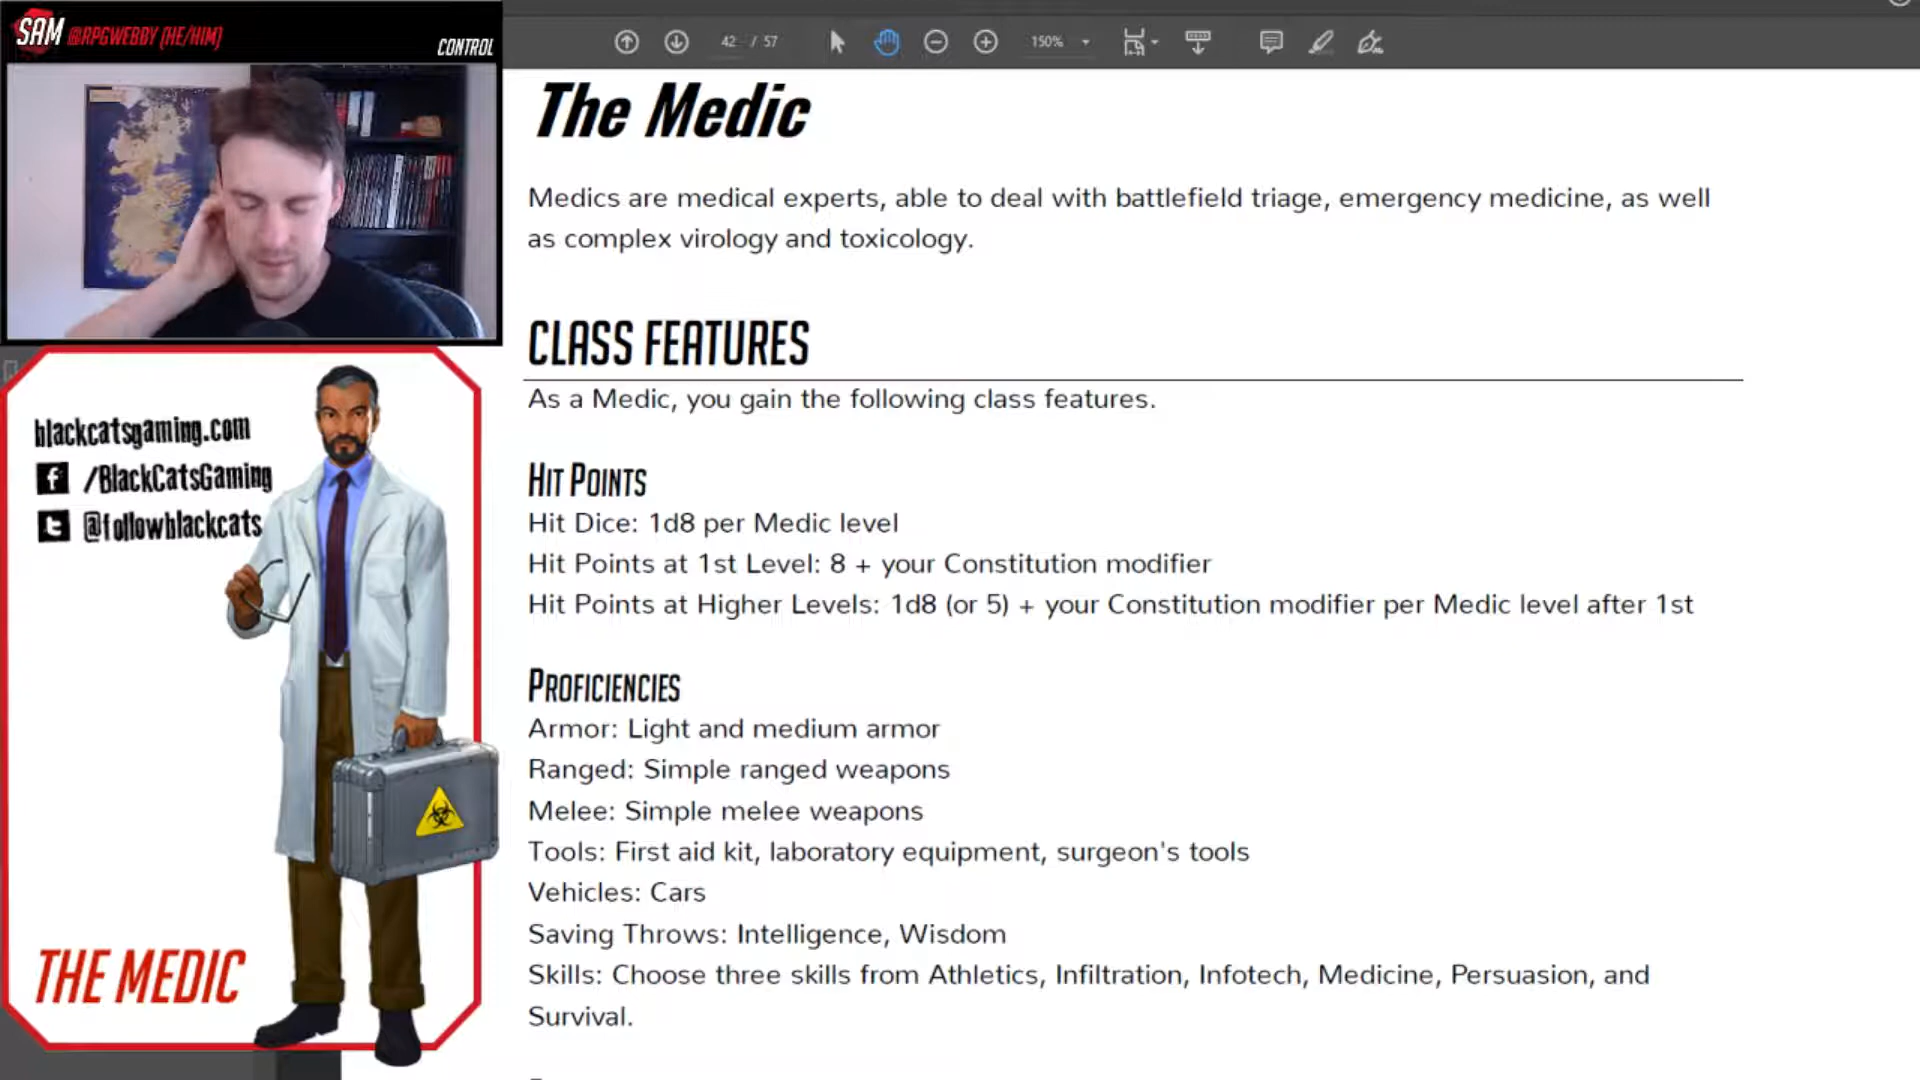 SAM @RPGWEBBY (HE/HIM)
CONTROL
42 / 57
150%
blackcatsgaming.com
f /BlackCatsGaming
t @followblackcats
THE MEDIC
The Medic
Medics are medical experts, able to deal with battlefield triage, emergency medicine, as well
as complex virology and toxicology.
CLASS FEATURES
As a Medic, you gain the following class features.
HIT POINTS
Hit Dice: 1d8 per Medic level
Hit Points at 1st Level: 8 + your Constitution modifier
Hit Points at Higher Levels: 1d8 (or 5) + your Constitution modifier per Medic level after 1st
PROFICIENCIES
Armor: Light and medium armor
Ranged: Simple ranged weapons
Melee: Simple melee weapons
Tools: First aid kit, laboratory equipment, surgeon's tools
Vehicles: Cars
Saving Throws: Intelligence, Wisdom
Skills: Choose three skills from Athletics, Infiltration, Infotech, Medicine, Persuasion, and
Survival.